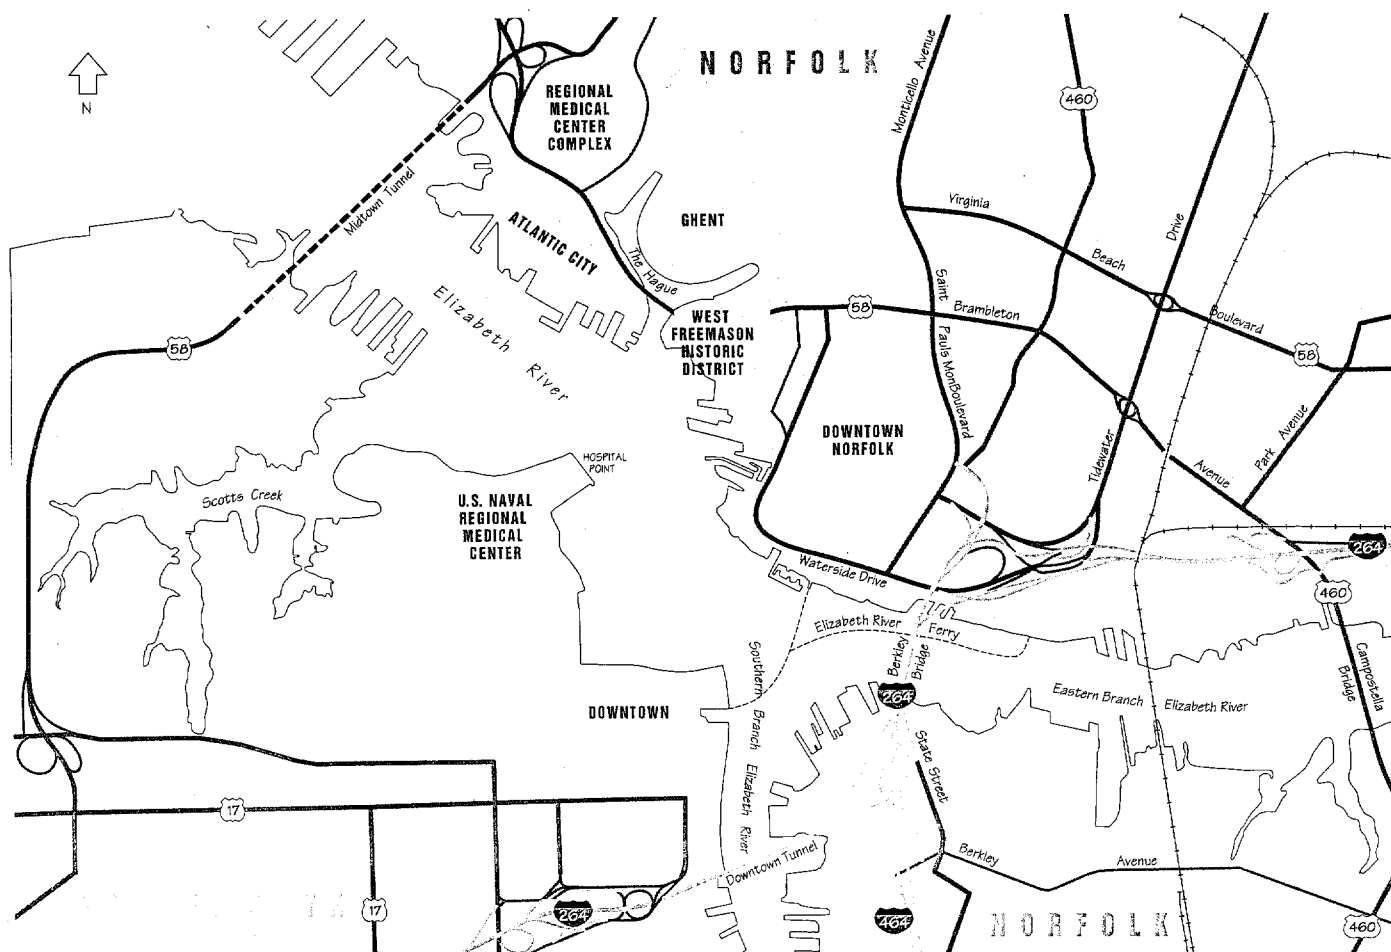 NORFOLK
N
REGIONAL
MEDICAL
CENTER
COMPLEX
Monticello Avenue
460
Midtown Tunnel
Virginia
Beach
Boulevard
Drive
GHENT
ATLANTIC CITY
The Hague
Elizabeth
River
Saint
Pauls MonBoulevard
58
Brambleton
WEST
FREEMASON
HISTORIC
DISTRICT
58
58
Park Avenue
DOWNTOWN
NORFOLK
Tidewater
Avenue
HOSPITAL
POINT
Scotts Creek
U.S. NAVAL
REGIONAL
MEDICAL
CENTER
264
Waterside Drive
460
Elizabeth River Ferry
Berkley
Bridge
Southern Branch Elizabeth River
Campostella
Bridge
264
Eastern Branch Elizabeth River
DOWNTOWN
State Street
17
Downtown Tunnel
Berkley Avenue
17
264
464
NORFOLK
460